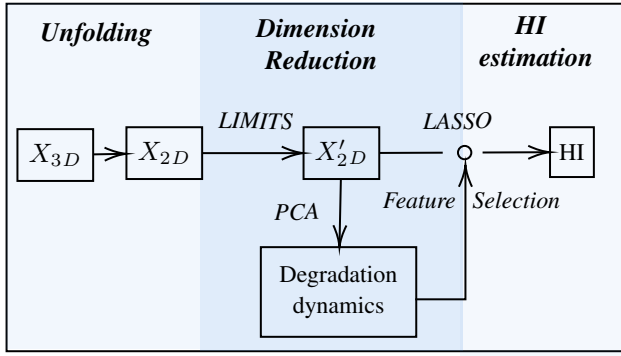 Unfolding
Dimension
Reduction
HI
estimation
LIMITS
LASSO
X3D
X2D
X′2D
HI
PCA
Feature Selection
Degradation
dynamics